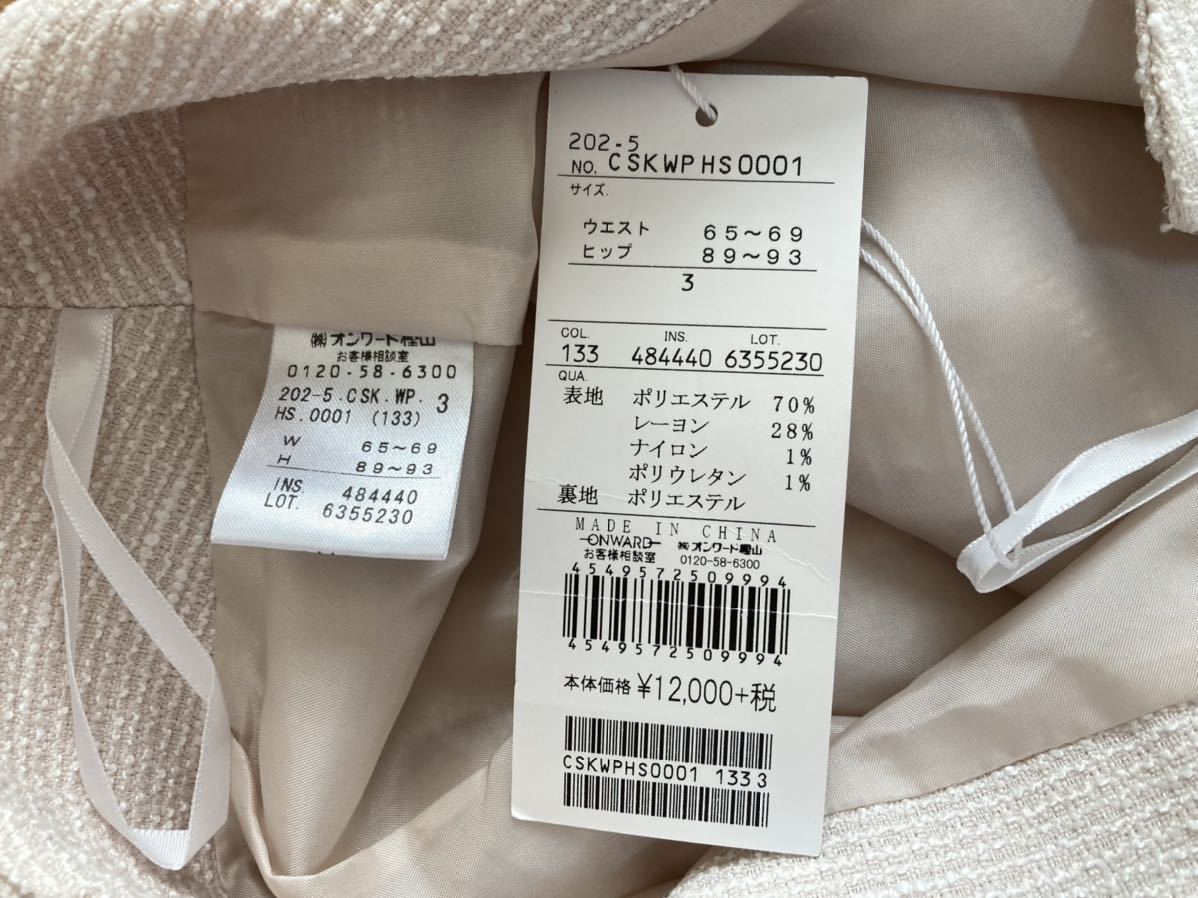 ㈱オンワード樫山
お客様相談室
0120-58-6300
202-5.CSK.WP. 3
HS.0001 (133)
W 65～69
H 89～93
INS. 484440
LOT. 6355230
202-5
NO. CSKWPHS0001
サイズ.
ウエスト 65～69
ヒップ 89～93
3
COL. INS. LOT.
133 484440 6355230
QUA.
表地 ポリエステル 70%
レーヨン 28%
ナイロン 1%
ポリウレタン 1%
裏地 ポリエステル
MADE IN CHINA
ONWARD ㈱オンワード樫山
お客様相談室 0120-58-6300
4549572509994
4549572509994
本体価格 ¥12,000+税
CSKWPHS0001 133 3